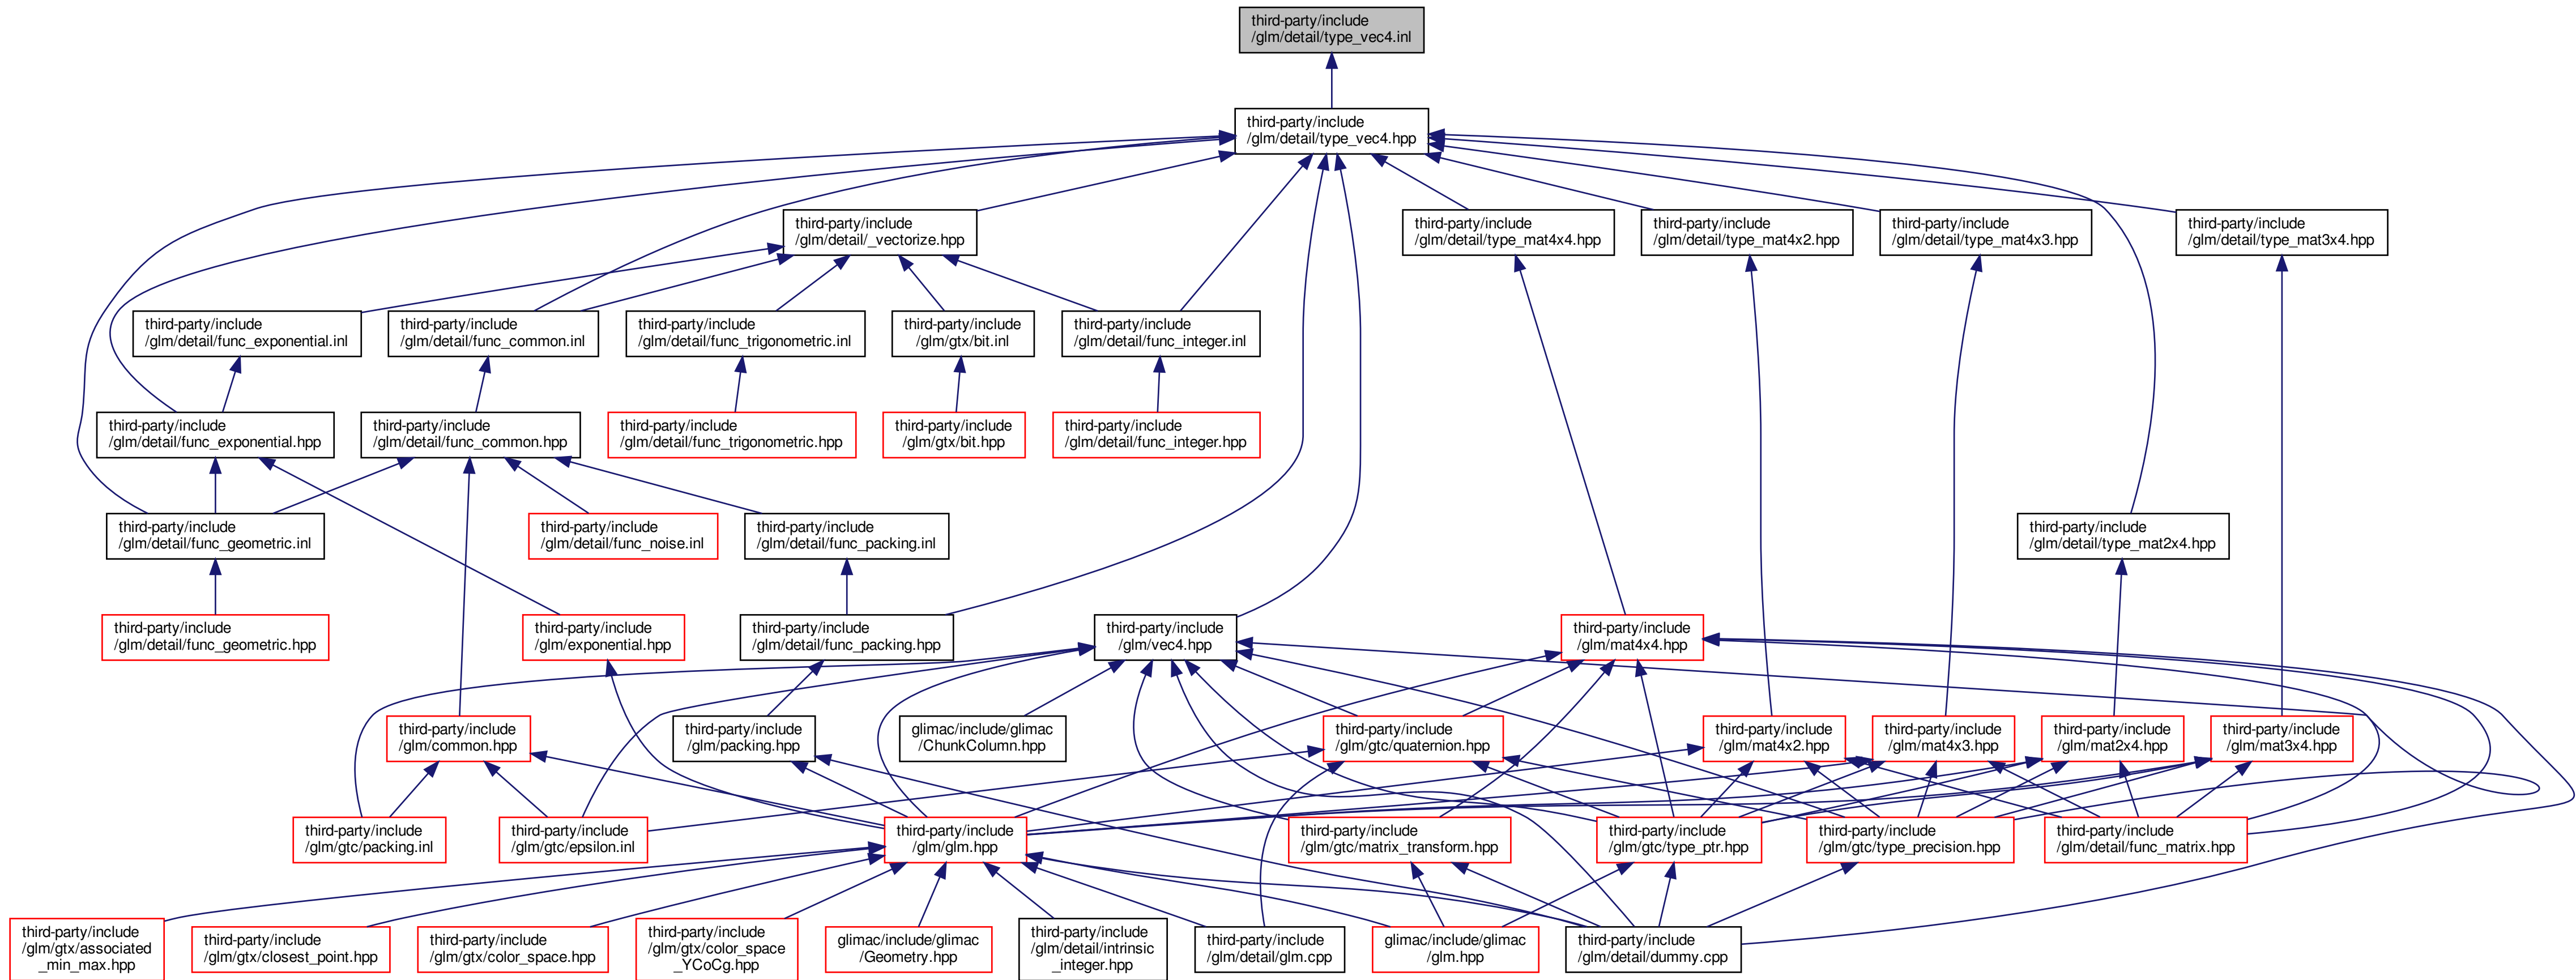 third-party/include
/glm/detail/type_vec4.inl
third-party/include
/glm/detail/type_vec4.hpp
third-party/include
/glm/detail/_vectorize.hpp
third-party/include
/glm/detail/type_mat4x4.hpp
third-party/include
/glm/detail/type_mat4x2.hpp
third-party/include
/glm/detail/type_mat4x3.hpp
third-party/include
/glm/detail/type_mat3x4.hpp
third-party/include
/glm/detail/func_exponential.inl
third-party/include
/glm/detail/func_common.inl
third-party/include
/glm/detail/func_trigonometric.inl
third-party/include
/glm/gtx/bit.inl
third-party/include
/glm/detail/func_integer.inl
third-party/include
/glm/detail/func_exponential.hpp
third-party/include
/glm/detail/func_common.hpp
third-party/include
/glm/detail/func_trigonometric.hpp
third-party/include
/glm/gtx/bit.hpp
third-party/include
/glm/detail/func_integer.hpp
third-party/include
/glm/detail/func_geometric.inl
third-party/include
/glm/detail/func_noise.inl
third-party/include
/glm/detail/func_packing.inl
third-party/include
/glm/detail/type_mat2x4.hpp
third-party/include
/glm/detail/func_geometric.hpp
third-party/include
/glm/exponential.hpp
third-party/include
/glm/detail/func_packing.hpp
third-party/include
/glm/vec4.hpp
third-party/include
/glm/mat4x4.hpp
third-party/include
/glm/common.hpp
third-party/include
/glm/packing.hpp
glimac/include/glimac
/ChunkColumn.hpp
third-party/include
/glm/gtc/quaternion.hpp
third-party/include
/glm/mat4x2.hpp
third-party/include
/glm/mat4x3.hpp
third-party/include
/glm/mat2x4.hpp
third-party/include
/glm/mat3x4.hpp
third-party/include
/glm/gtc/packing.inl
third-party/include
/glm/gtc/epsilon.inl
third-party/include
/glm/glm.hpp
third-party/include
/glm/gtc/matrix_transform.hpp
third-party/include
/glm/gtc/type_ptr.hpp
third-party/include
/glm/gtc/type_precision.hpp
third-party/include
/glm/detail/func_matrix.hpp
third-party/include
/glm/gtx/associated
_min_max.hpp
third-party/include
/glm/gtx/closest_point.hpp
third-party/include
/glm/gtx/color_space.hpp
third-party/include
/glm/gtx/color_space
_YCoCg.hpp
glimac/include/glimac
/Geometry.hpp
third-party/include
/glm/detail/intrinsic
_integer.hpp
third-party/include
/glm/detail/glm.cpp
glimac/include/glimac
/glm.hpp
third-party/include
/glm/detail/dummy.cpp